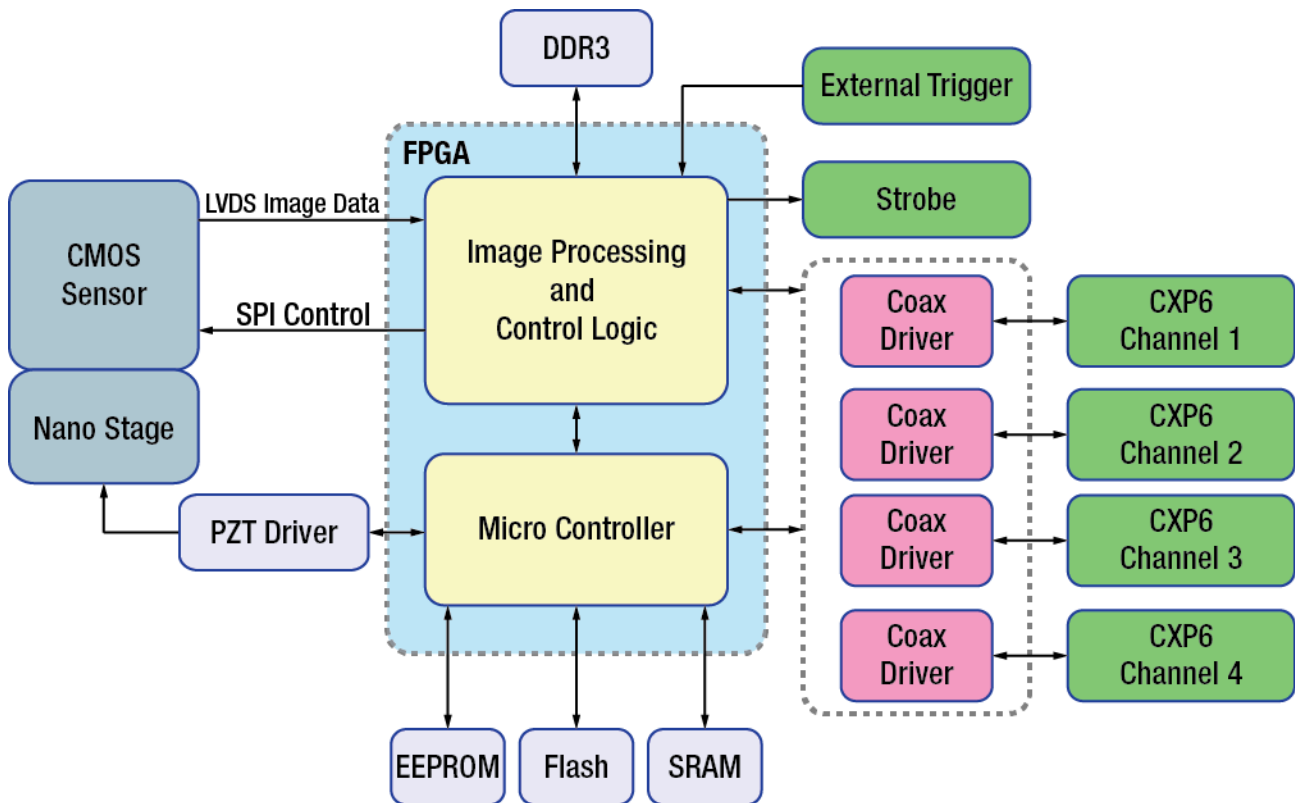 DDR3
External Trigger
FPGA
LVDS Image Data
Strobe
CMOS
Sensor
Image Processing
and
Control Logic
SPI Control
Coax
Driver
CXP6
Channel 1
Nano Stage
Coax
Driver
CXP6
Channel 2
PZT Driver
Micro Controller
Coax
Driver
CXP6
Channel 3
Coax
Driver
CXP6
Channel 4
EEPROM
Flash
SRAM